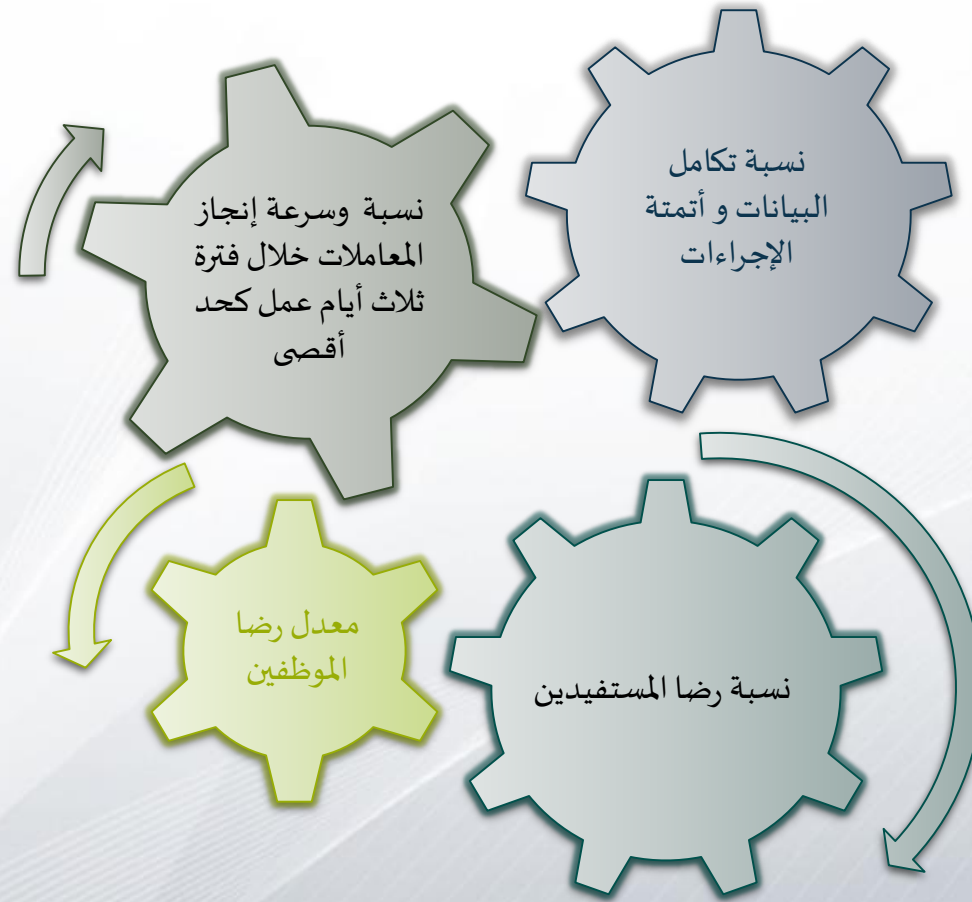 نسبة تكامل
البيانات و أتمتة
الإجراءات
نسبة وسرعة إنجاز
المعاملات خلال فترة
ثلاث أيام عمل كحد
أقصى
نسبة رضا المستفيدين
معدل رضا
الموظفين